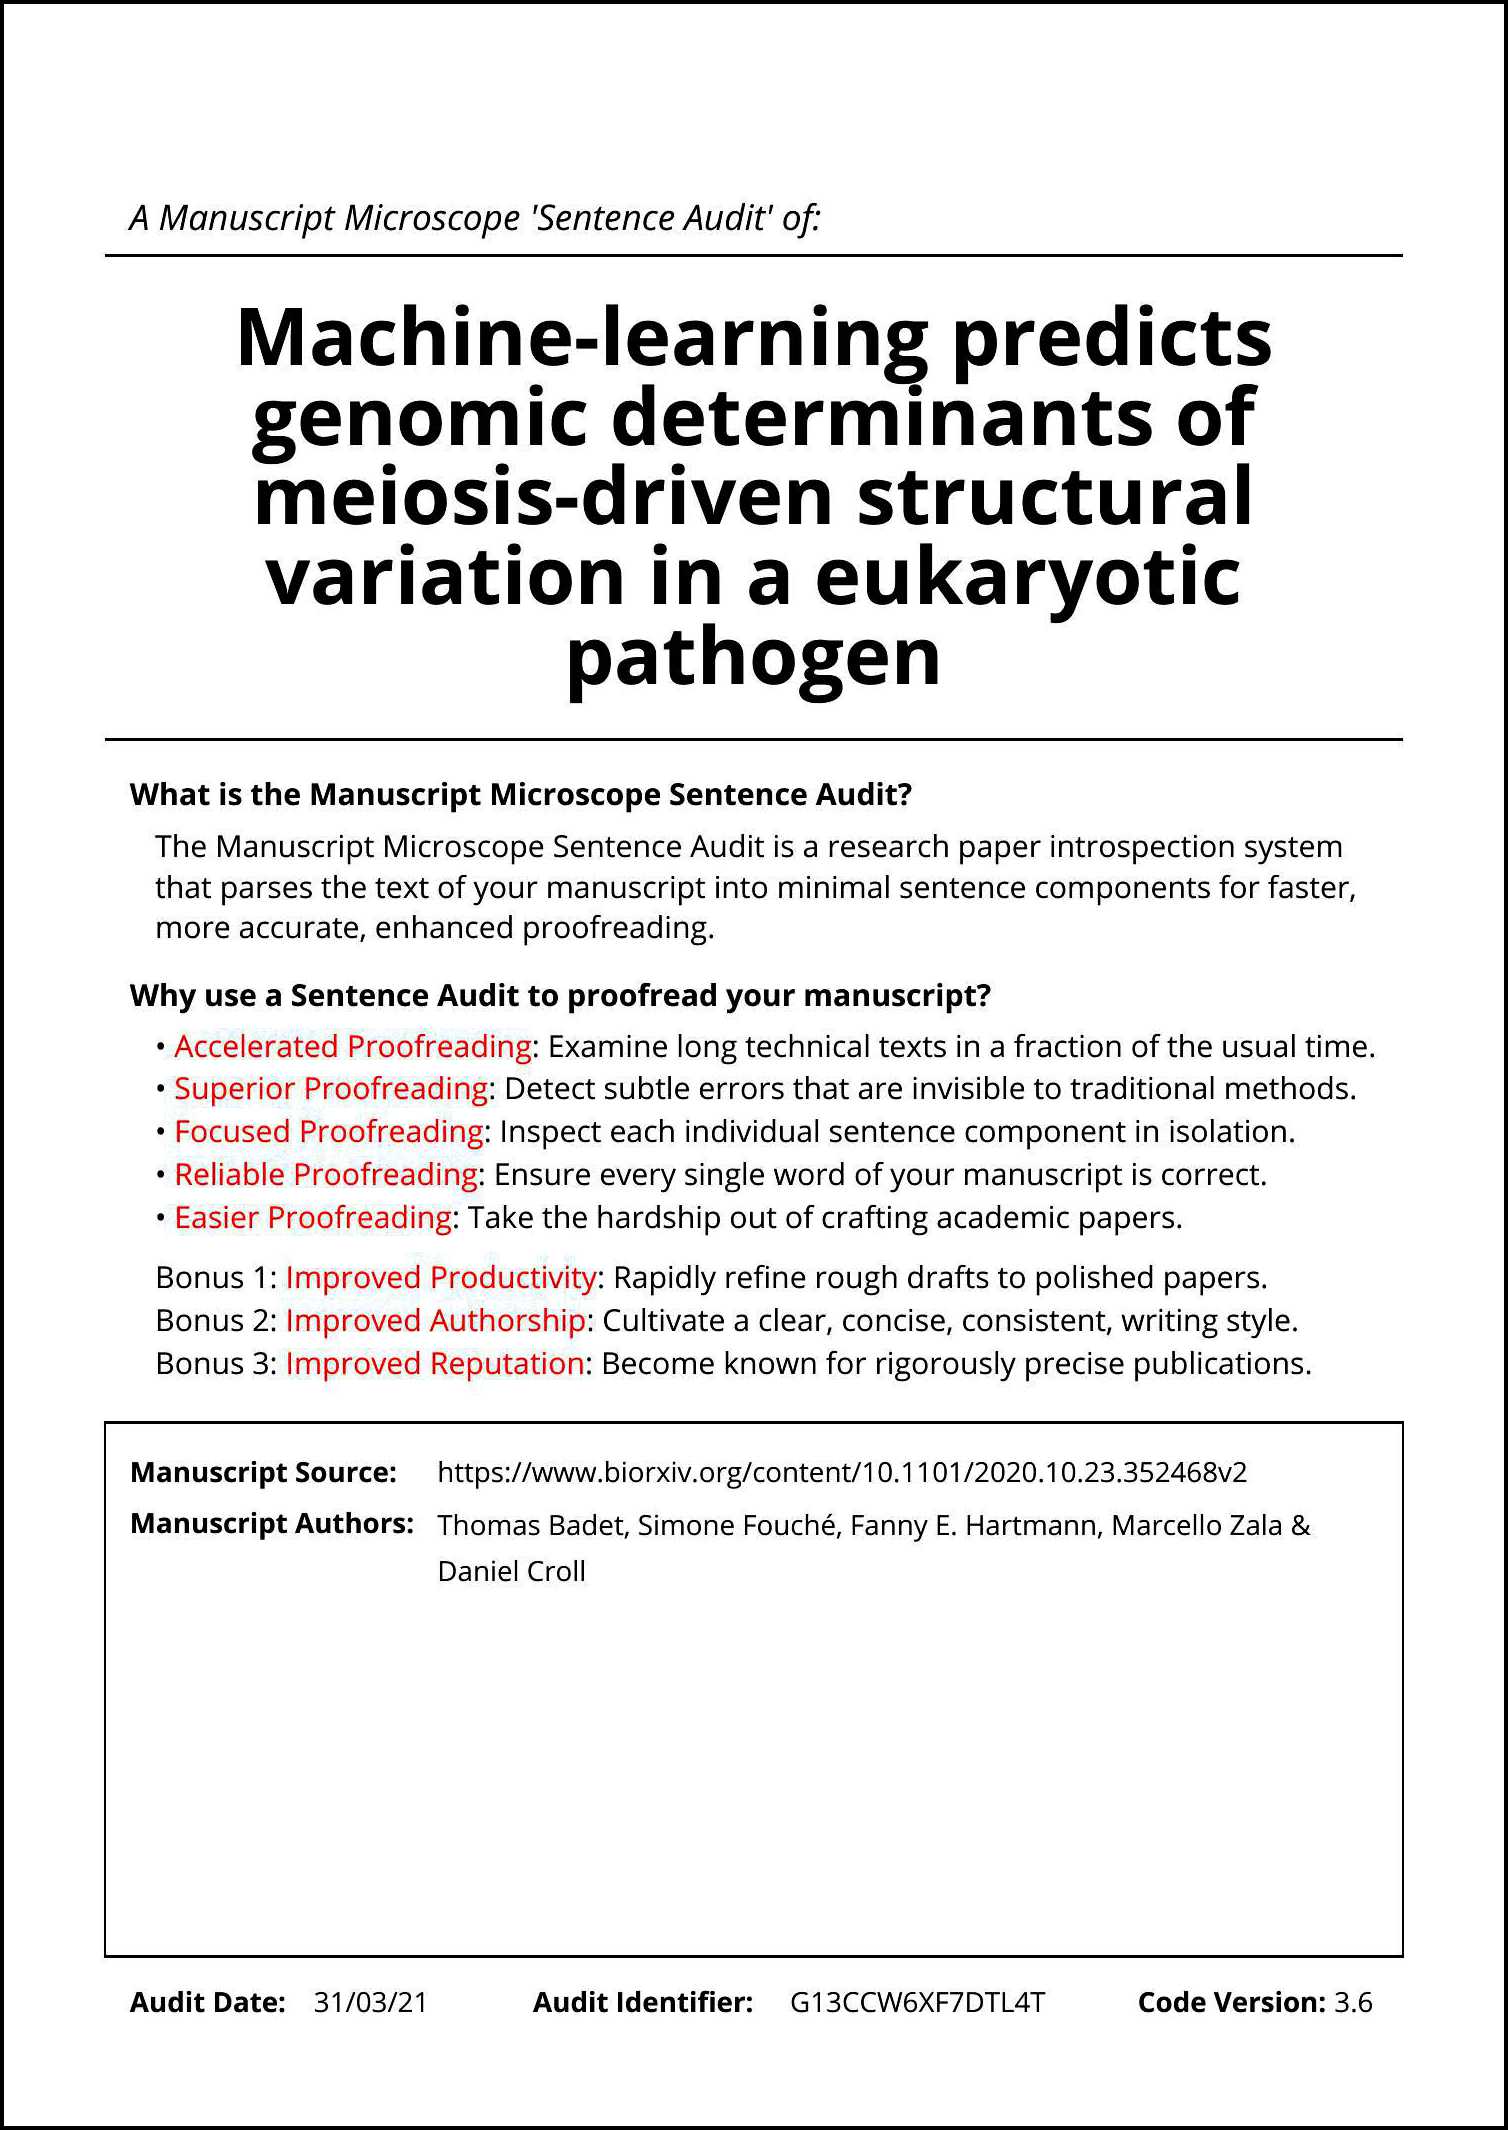 A Manuscript Microscope 'Sentence Audit' of:
Machine-learning predicts
genomic determinants of
meiosis-driven structural
variation in a eukaryotic
pathogen
What is the Manuscript Microscope Sentence Audit?
The Manuscript Microscope Sentence Audit is a research paper introspection system
that parses the text of your manuscript into minimal sentence components for faster,
more accurate, enhanced proofreading.
Why use a Sentence Audit to proofread your manuscript?
• Accelerated Proofreading: Examine long technical texts in a fraction of the usual time.
• Superior Proofreading: Detect subtle errors that are invisible to traditional methods.
• Focused Proofreading: Inspect each individual sentence component in isolation.
• Reliable Proofreading: Ensure every single word of your manuscript is correct.
• Easier Proofreading: Take the hardship out of crafting academic papers.
Bonus 1: Improved Productivity: Rapidly refine rough drafts to polished papers.
Bonus 2: Improved Authorship: Cultivate a clear, concise, consistent, writing style.
Bonus 3: Improved Reputation: Become known for rigorously precise publications.
Manuscript Source: https://www.biorxiv.org/content/10.1101/2020.10.23.352468v2
Manuscript Authors: Thomas Badet, Simone Fouché, Fanny E. Hartmann, Marcello Zala &
Daniel Croll
Audit Date: 31/03/21 Audit Identifier: G13CCW6XF7DTL4T Code Version: 3.6